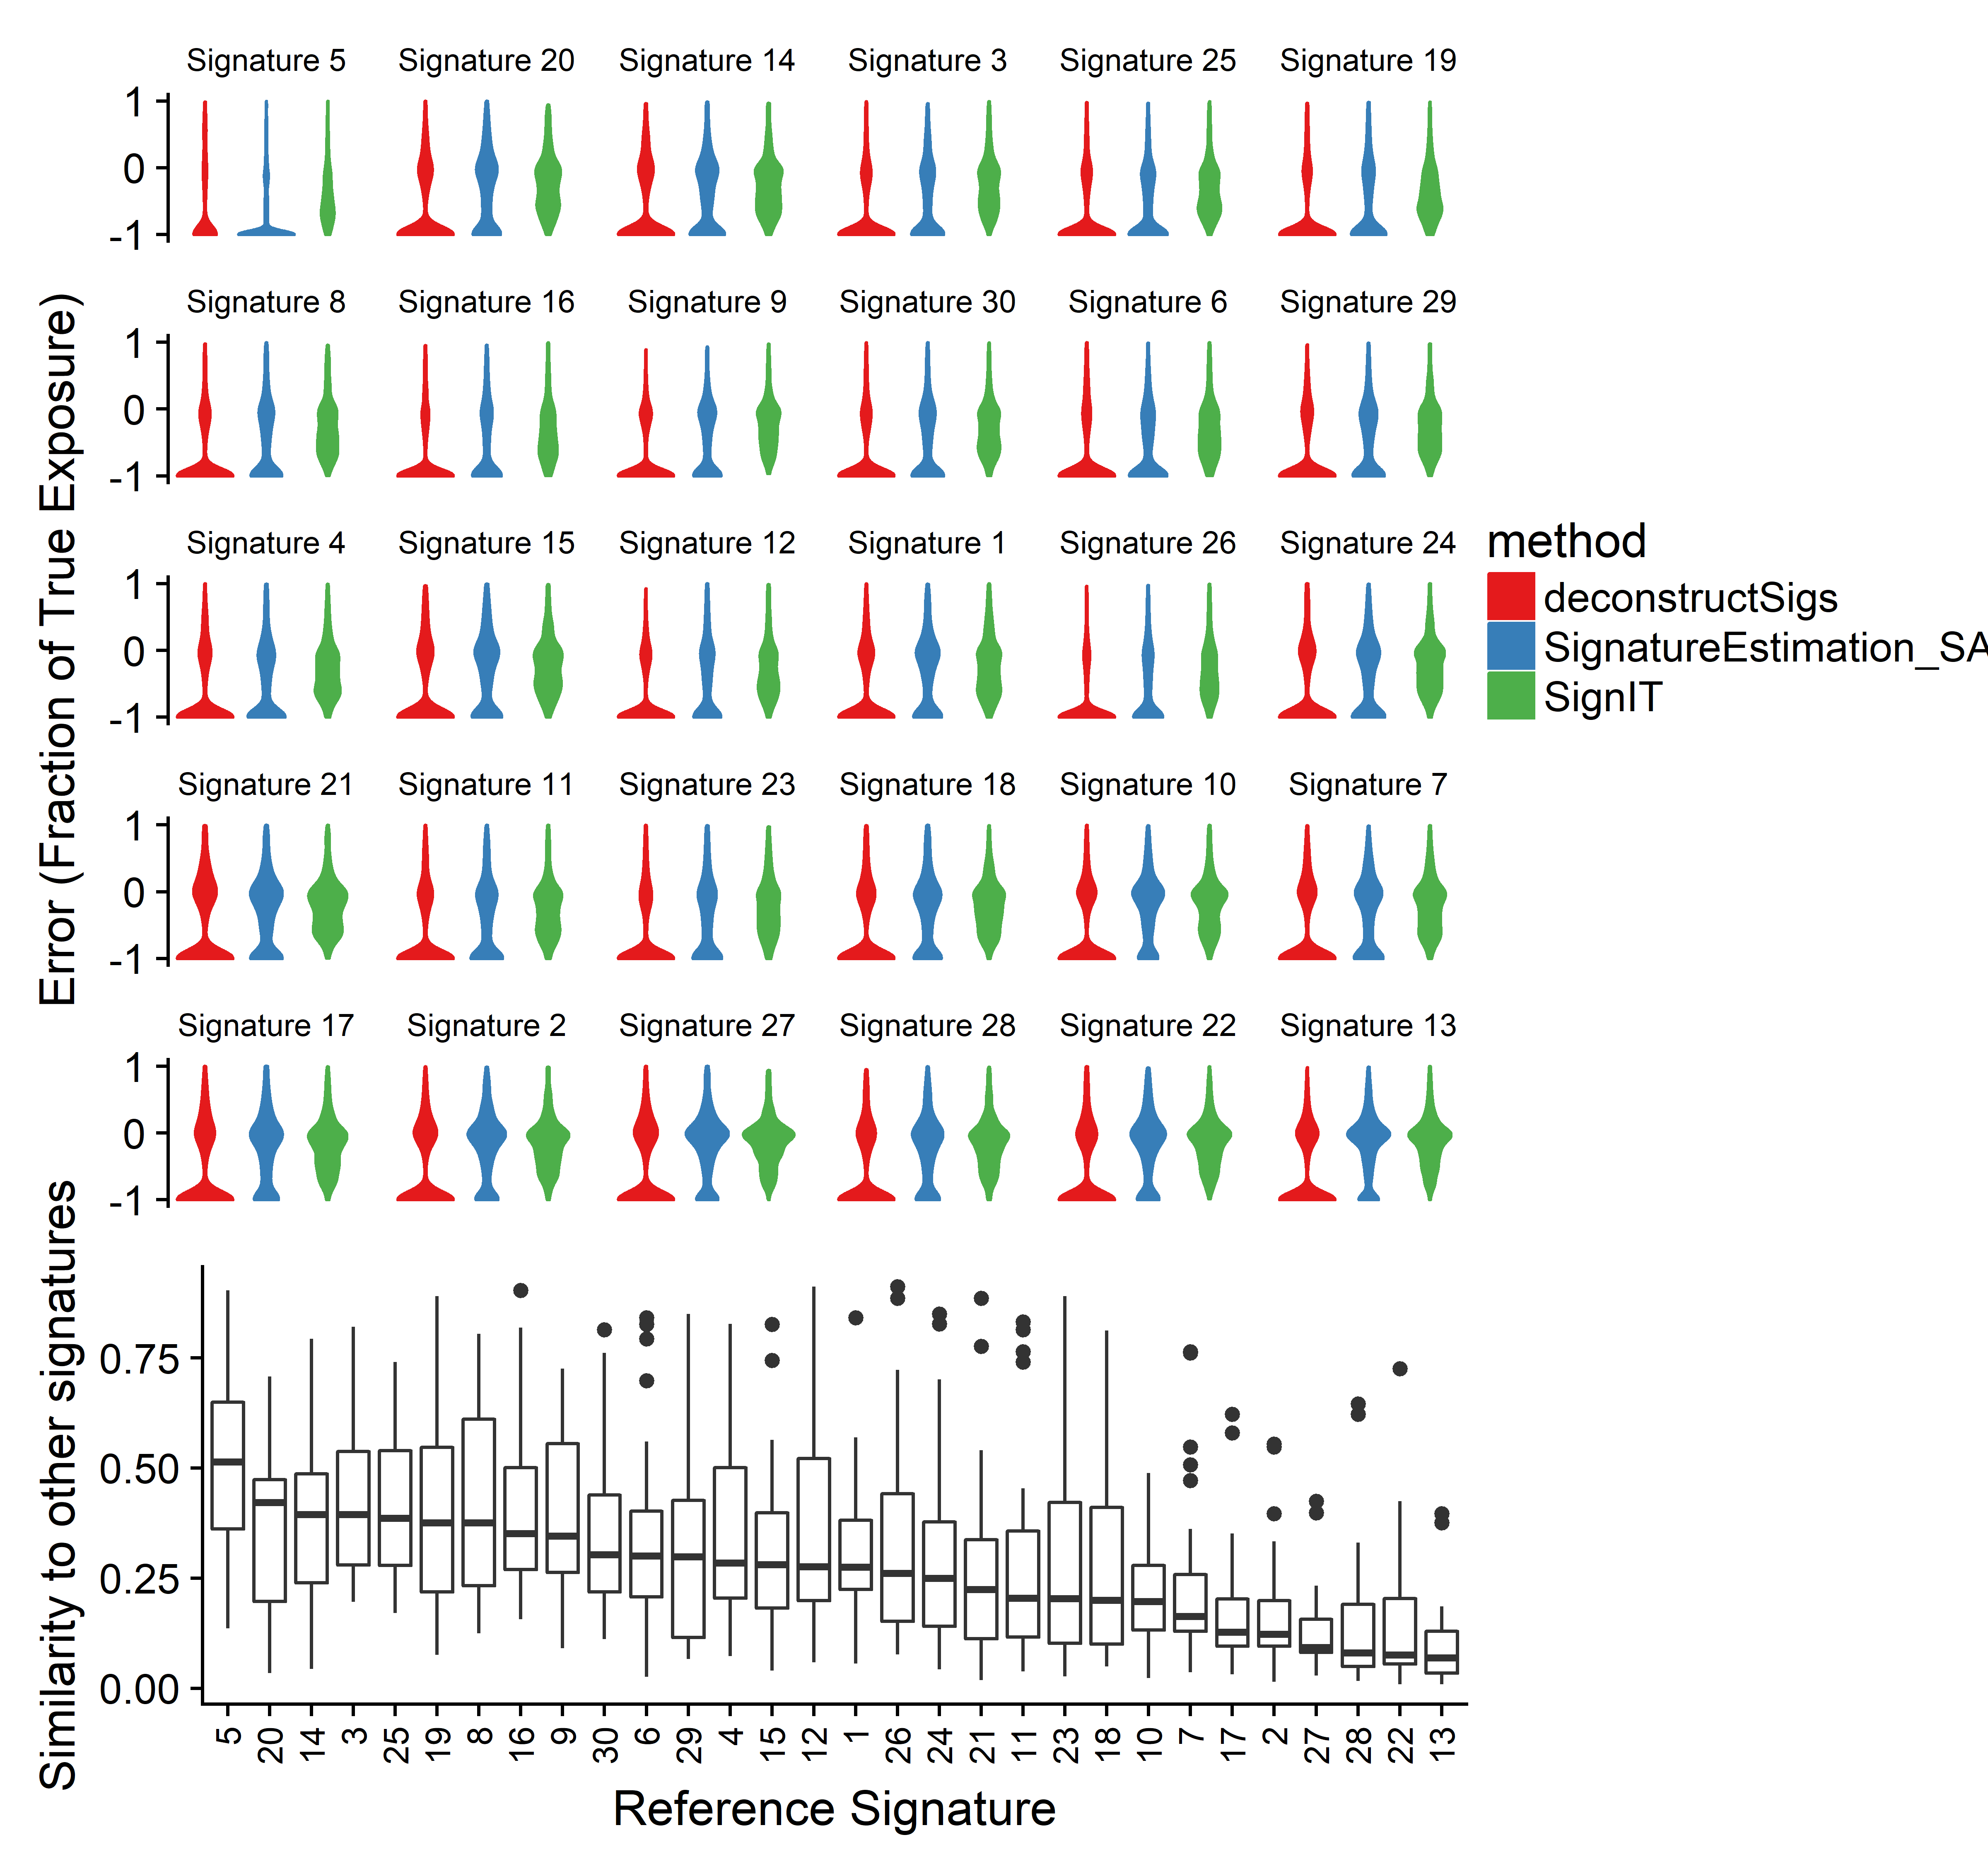 Signature 5 Signature 20 Signature 14 Signature 3 Signature 25 Signature 19
1
0
-1
Signature 8 Signature 16 Signature 9 Signature 30 Signature 6 Signature 29
1
0
-1
Signature 4 Signature 15 Signature 12 Signature 1 Signature 26 Signature 24
1
0
-1
Signature 21 Signature 11 Signature 23 Signature 18 Signature 10 Signature 7
1
0
-1
Signature 17 Signature 2 Signature 27 Signature 28 Signature 22 Signature 13
1
0
-1
Error (Fraction of True Exposure)
method
deconstructSigs
SignatureEstimation_SA
SignIT
Similarity to other signatures
0.75
0.50
0.25
0.00
5 20 14 3 25 19 8 16 9 30 6 29 4 15 12 1 26 24 21 11 23 18 10 7 17 2 27 28 22 13
Reference Signature